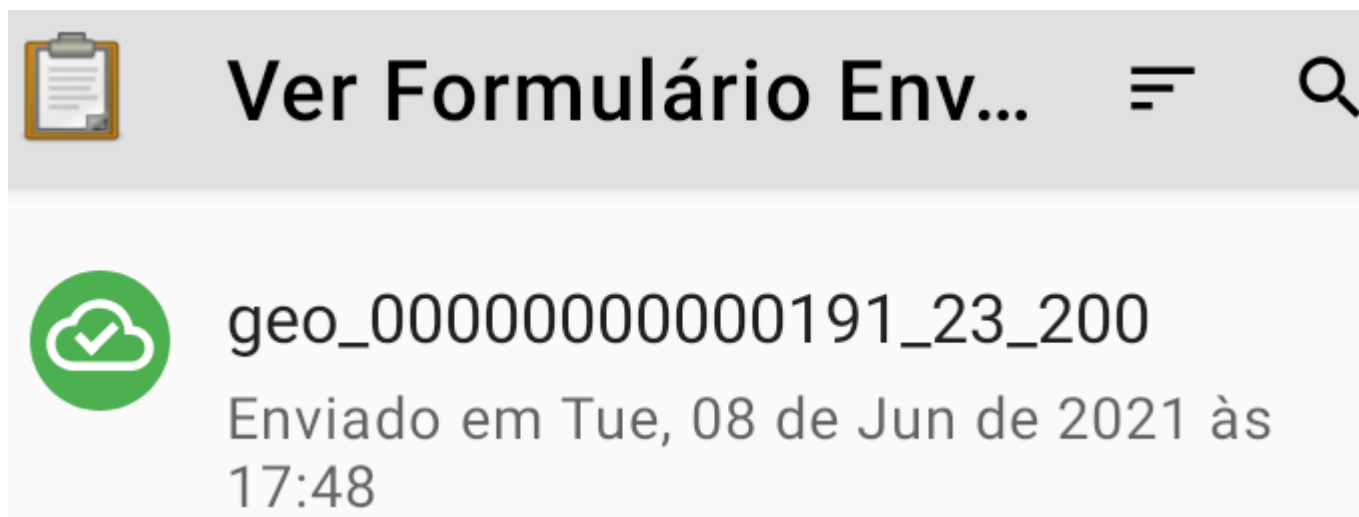 Ver Formulário Env...
geo_00000000000191_23_200
Enviado em Tue, 08 de Jun de 2021 às
17:48